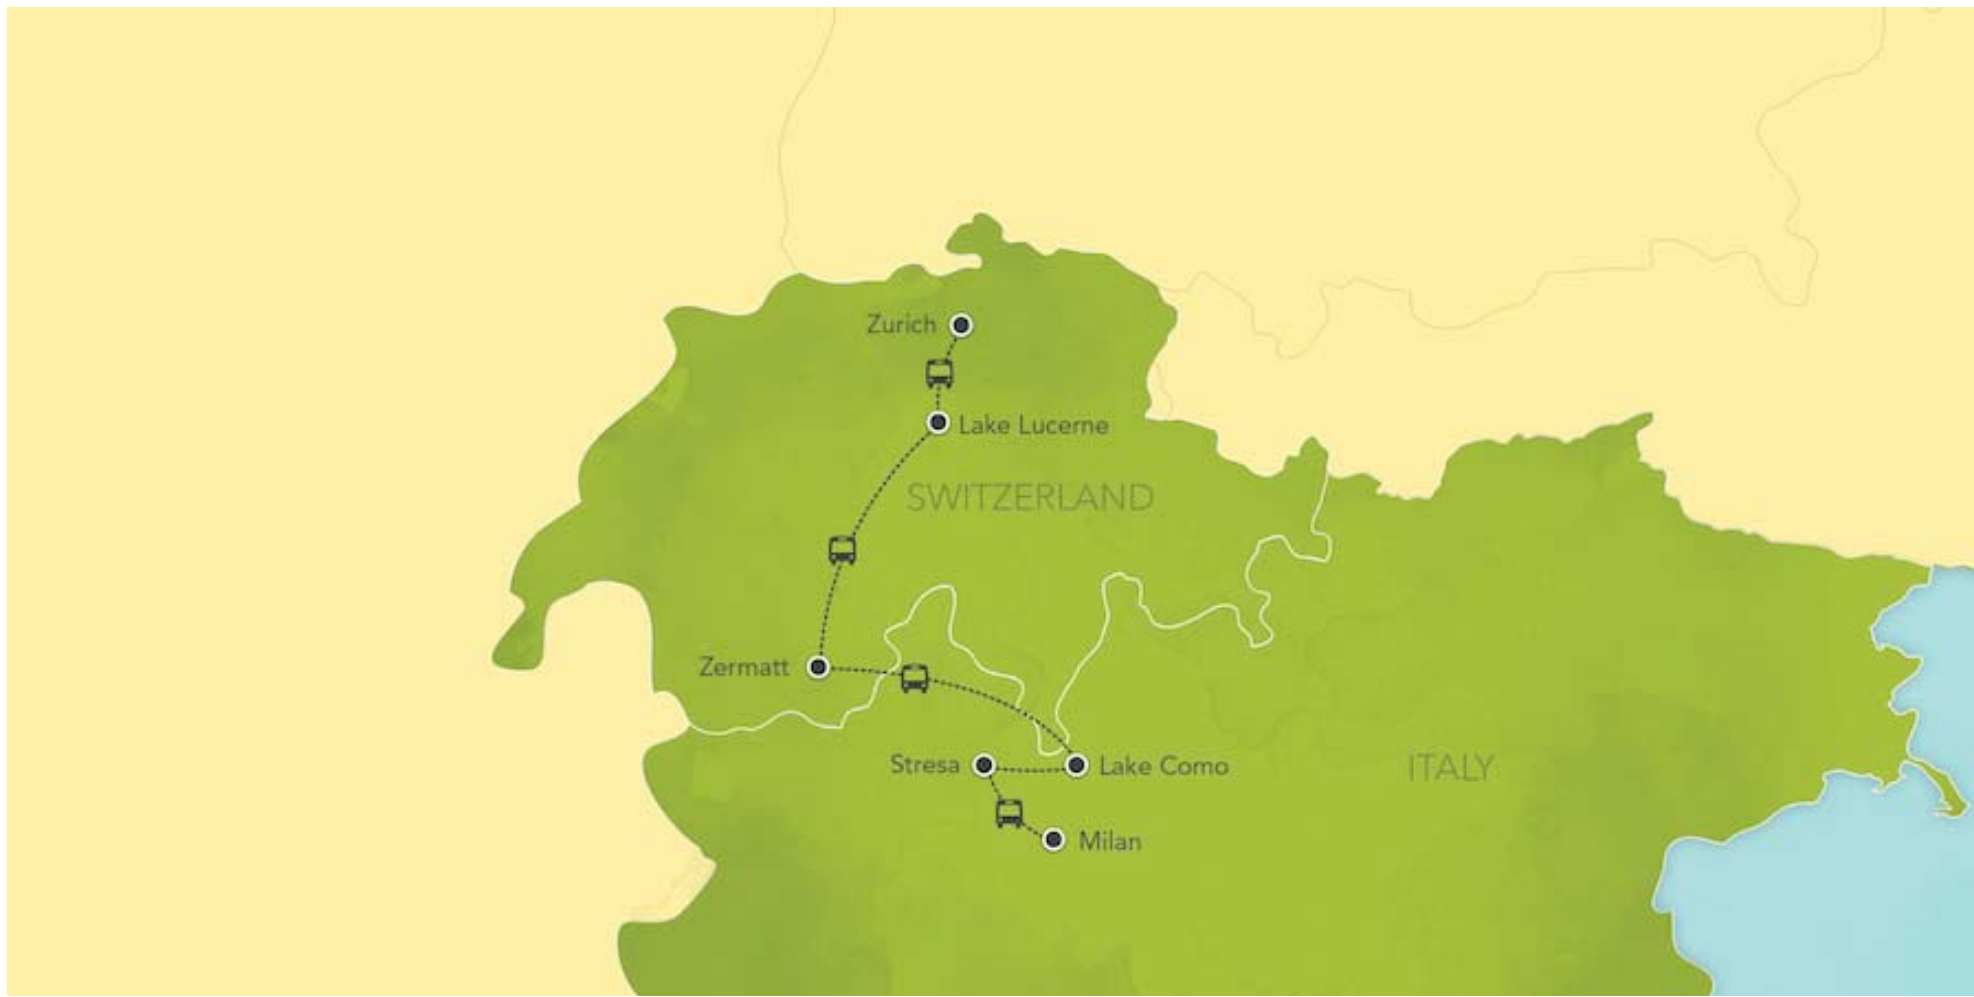 Zurich
Lake Lucerne
SWITZERLAND
Zermatt
Stresa
Lake Como
ITALY
Milan